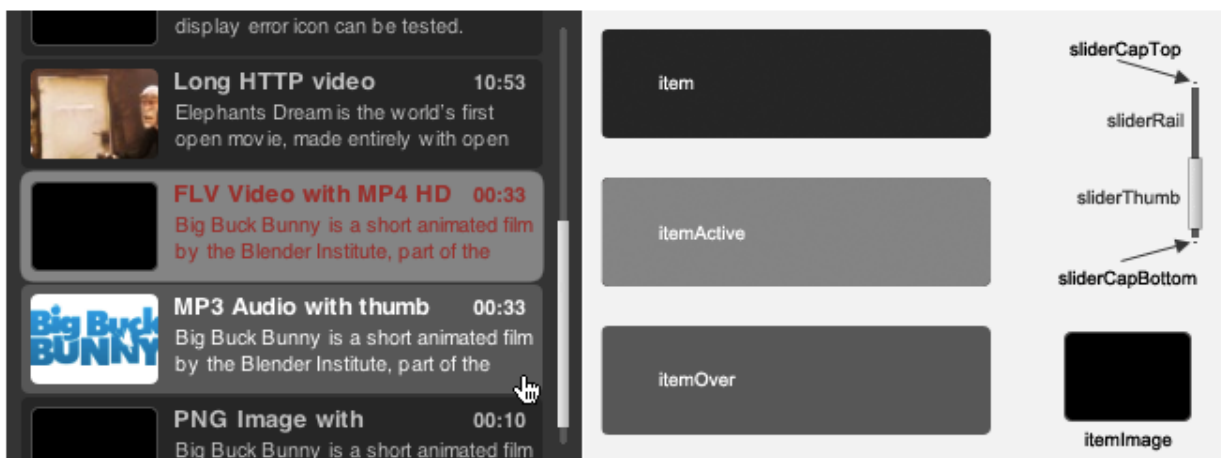 display error icon can be tested.
Long HTTP video 10:53
Elephants Dream is the world's first
open movie, made entirely with open
FLV Video with MP4 HD 00:33
Big Buck Bunny is a short animated film
by the Blender Institute, part of the
Big Buck
BUNNY
MP3 Audio with thumb 00:33
Big Buck Bunny is a short animated film
by the Blender Institute, part of the
PNG Image with 00:10
Big Buck Bunny is a short animated film
item
itemActive
itemOver
sliderCapTop
sliderRail
sliderThumb
sliderCapBottom
itemImage